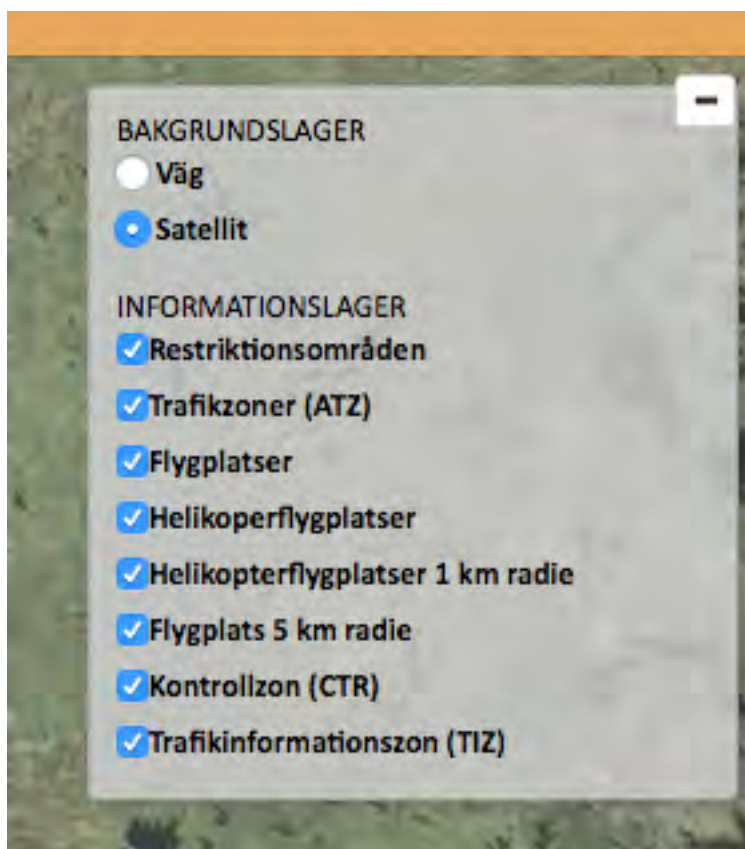 BAKGRUNDSLAGER
Väg
Satellit
INFORMATIONSLAGER
Restriktionsområden
Trafikzoner (ATZ)
Flygplatser
Helikoperflygplatser
Helikopterflygplatser 1 km radie
Flygplats 5 km radie
Kontrollzon (CTR)
Trafikinformationszon (TIZ)